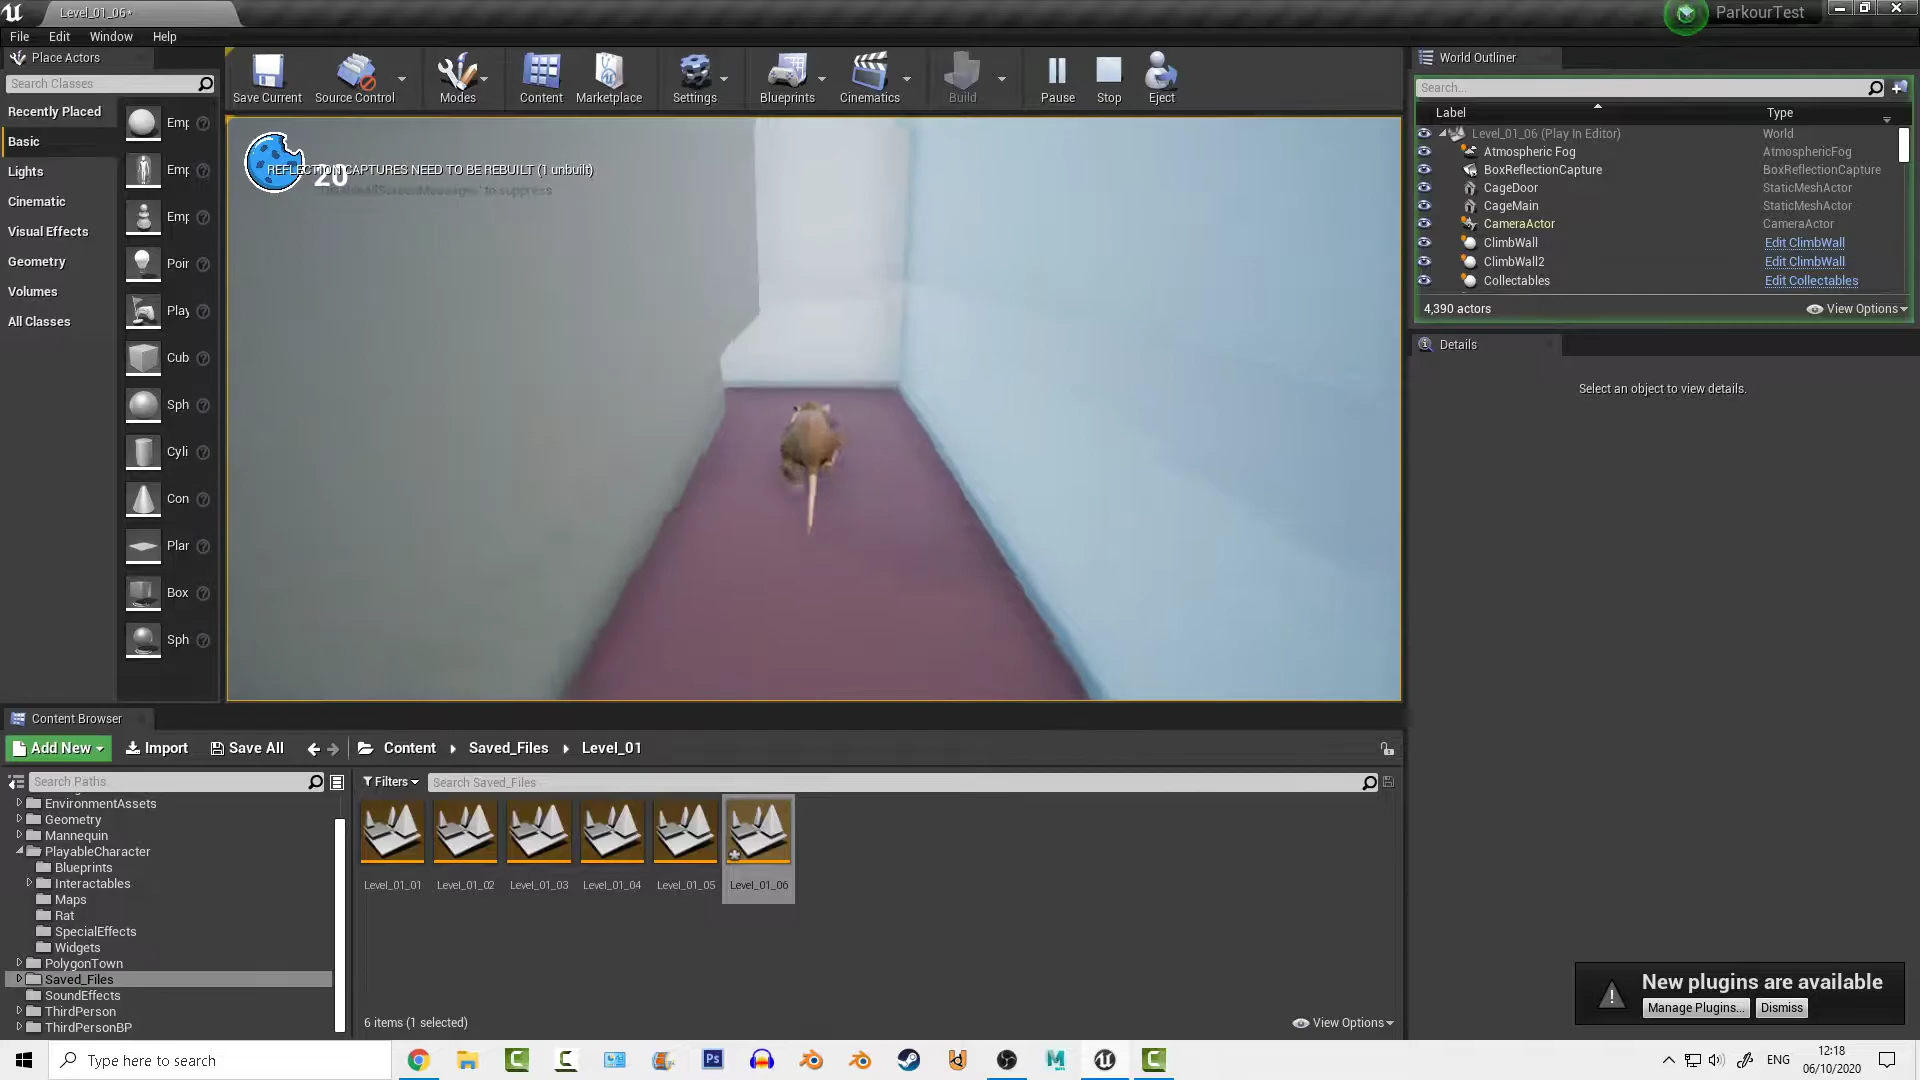 Level_01_06*
ParkourTest
File
Edit
Window
Help
Place Actors
Search Classes
Recently Placed
Basic
Lights
Cinematic
Visual Effects
Geometry
Volumes
All Classes
Emp
Emp
Emp
Poin
Play
Cub
Sph
Cyli
Con
Plan
Box
Sph
Save Current
Source Control
Modes
Content
Marketplace
Settings
Blueprints
Cinematics
Build
Pause
Stop
Eject
20
REFLECTION CAPTURES NEED TO BE REBUILT (1 unbuilt)
'DisableAllScreenMessages' to suppress
World Outliner
Search...
Label Type
Level_01_06 (Play In Editor) World
Atmospheric Fog AtmosphericFog
BoxReflectionCapture BoxReflectionCapture
CageDoor StaticMeshActor
CageMain StaticMeshActor
CameraActor CameraActor
ClimbWall Edit ClimbWall
ClimbWall2 Edit ClimbWall
Collectables Edit Collectables
4,390 actors View Options
Details
Select an object to view details.
Content Browser
Add New Import Save All Content Saved_Files Level_01
Search Paths
Filters
Search Saved_Files
EnvironmentAssets
Geometry
Mannequin
PlayableCharacter
Blueprints
Interactables
Maps
Rat
SpecialEffects
Widgets
PolygonTown
Saved_Files
SoundEffects
ThirdPerson
ThirdPersonBP
Level_01_01 Level_01_02 Level_01_03 Level_01_04 Level_01_05 Level_01_06
6 items (1 selected) View Options
New plugins are available
Manage Plugins... Dismiss
Type here to search
ENG
12:18
06/10/2020